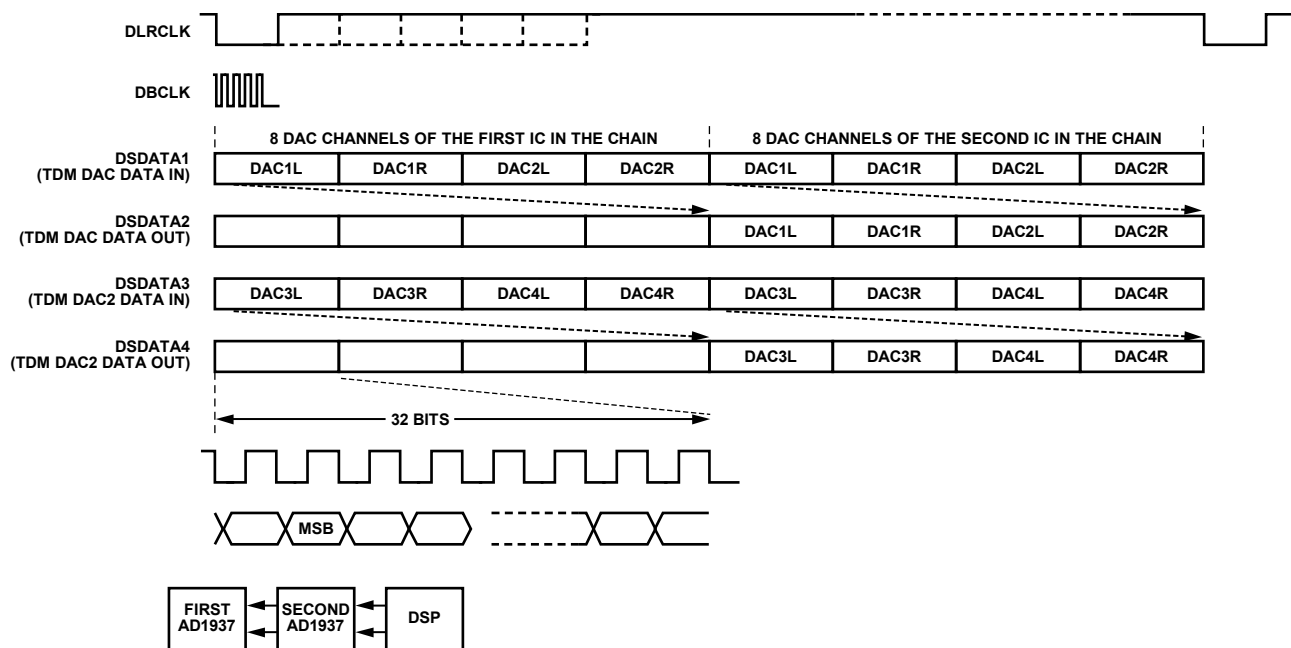 DLRCLK
DBCLK
8 DAC CHANNELS OF THE FIRST IC IN THE CHAIN
8 DAC CHANNELS OF THE SECOND IC IN THE CHAIN
DSDATA1
(TDM DAC DATA IN)
DAC1L DAC1R DAC2L DAC2R DAC1L DAC1R DAC2L DAC2R
DSDATA2
(TDM DAC DATA OUT)
DAC1L DAC1R DAC2L DAC2R
DSDATA3
(TDM DAC2 DATA IN)
DAC3L DAC3R DAC4L DAC4R DAC3L DAC3R DAC4L DAC4R
DSDATA4
(TDM DAC2 DATA OUT)
DAC3L DAC3R DAC4L DAC4R
32 BITS
MSB
FIRST
AD1937
SECOND
AD1937
DSP